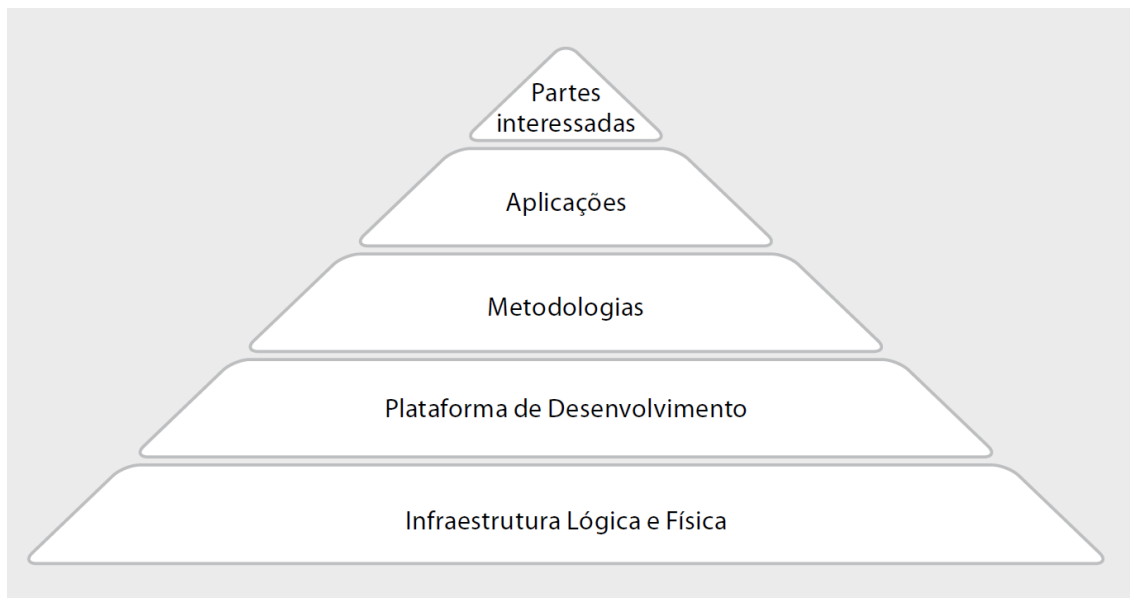 Partes
interessadas
Aplicações
Metodologias
Plataforma de Desenvolvimento
Infraestrutura Lógica e Física